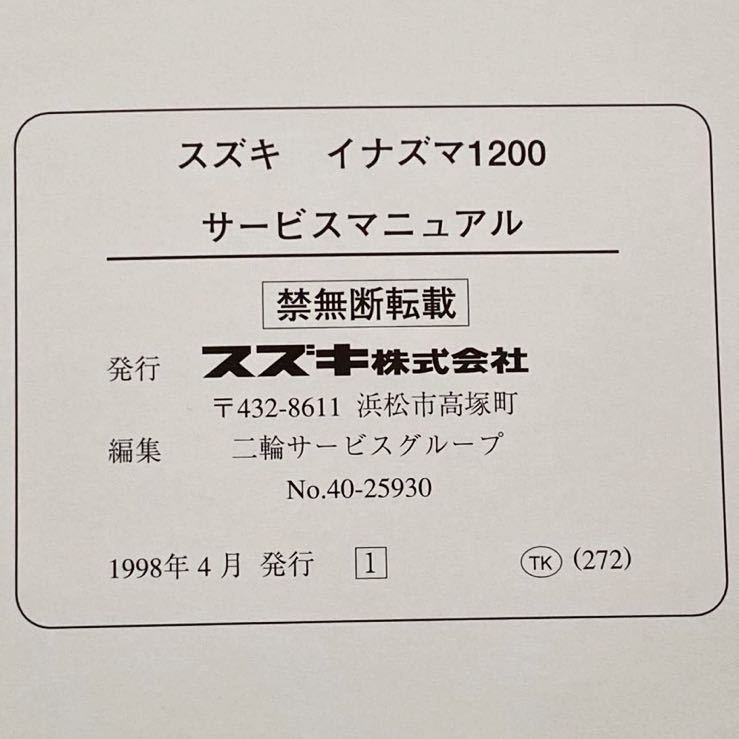 スズキ　イナズマ1200
サービスマニュアル
禁無断転載
発行　スズキ株式会社
〒432-8611 浜松市高塚町
編集　二輪サービスグループ
No.40-25930
1998年4月 発行　1　TK (272)